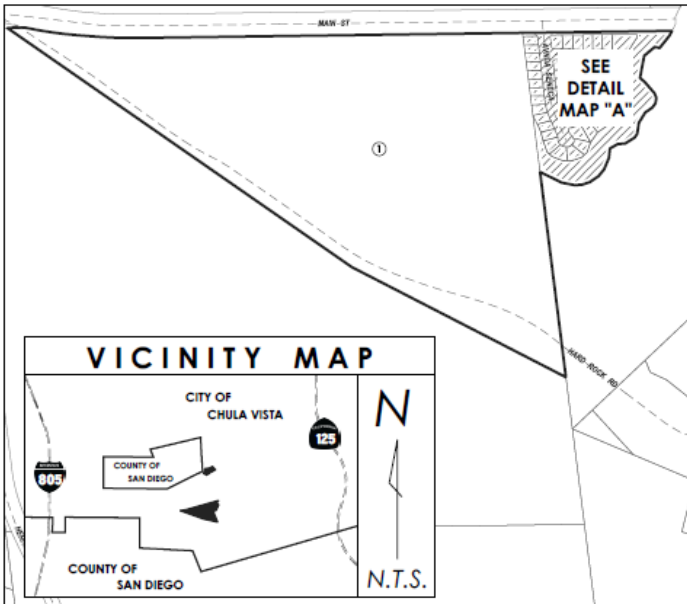 MAIN ST
SEE
DETAIL
MAP "A"
1
HARD ROCK RD
VICINITY MAP
CITY OF
CHULA VISTA
125
N
COUNTY OF
SAN DIEGO
805
COUNTY OF
SAN DIEGO
N.T.S.